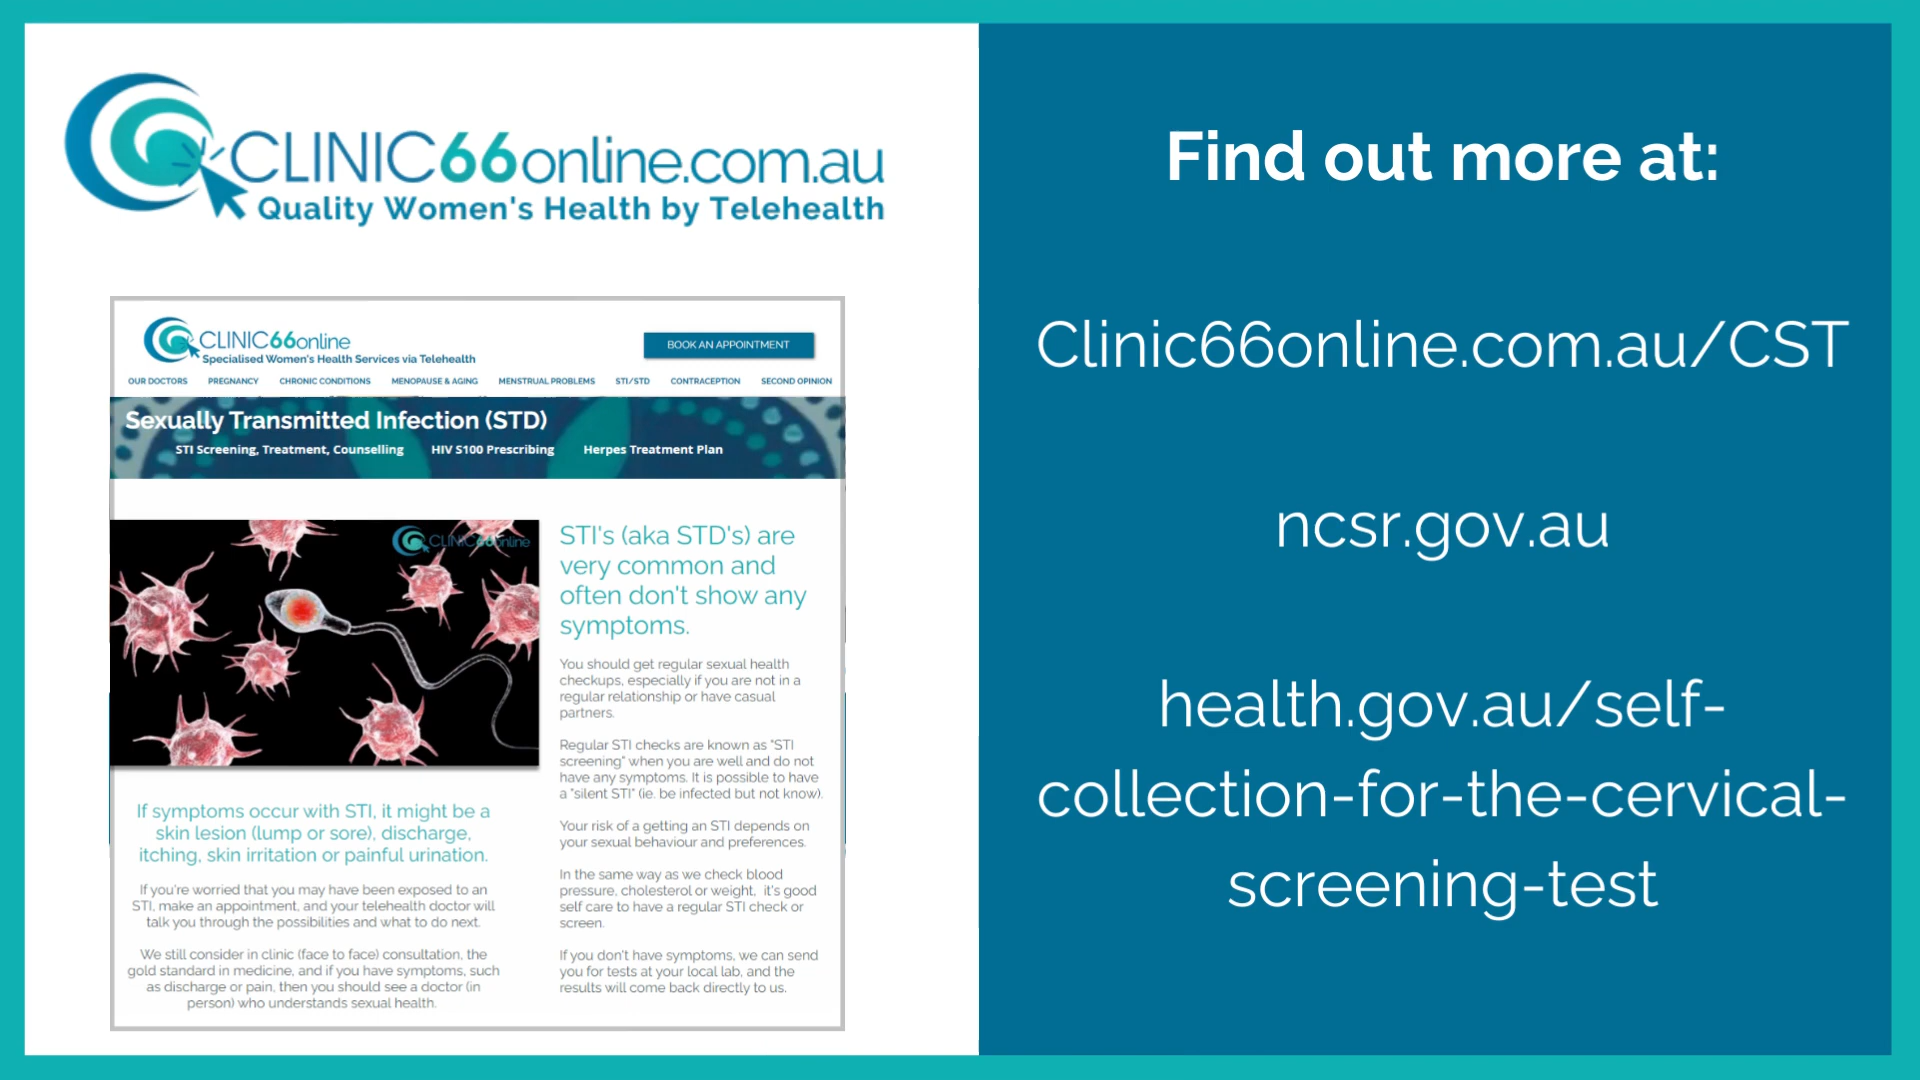 CLINIC66online.com.au
Quality Women's Health by Telehealth
CLINIC66online
Specialised Women's Health Services via Telehealth
BOOK AN APPOINTMENT
OUR DOCTORS PREGNANCY CHRONIC CONDITIONS MENOPAUSE & AGING MENSTRUAL PROBLEMS STI/STD CONTRACEPTION SECOND OPINION
Sexually Transmitted Infection (STD)
STI Screening, Treatment, Counselling HIV S100 Prescribing Herpes Treatment Plan
CLINIC66online
If symptoms occur with STI, it might be a
skin lesion (lump or sore), discharge,
itching, skin irritation or painful urination.
If you're worried that you may have been exposed to an
STI, make an appointment, and your telehealth doctor will
talk you through the possibilities and what to do next.
We still consider in clinic (face to face) consultation, the
gold standard in medicine, and if you have symptoms, such
as discharge or pain, then you should see a doctor (in
person) who understands sexual health.
STI's (aka STD's) are
very common and
often don't show any
symptoms.
You should get regular sexual health
checkups, especially if you are not in a
regular relationship or have casual
partners.
Regular STI checks are known as "STI
screening" when you are well and do not
have any symptoms. It is possible to have
a "silent STI" (ie. be infected but not know).
Your risk of a getting an STI depends on
your sexual behaviour and preferences.
In the same way as we check blood
pressure, cholesterol or weight, it's good
self care to have a regular STI check or
screen.
If you don't have symptoms, we can send
you for tests at your local lab, and the
results will come back directly to us.
Find out more at:
Clinic66online.com.au/CST
ncsr.gov.au
health.gov.au/self-
collection-for-the-cervical-
screening-test